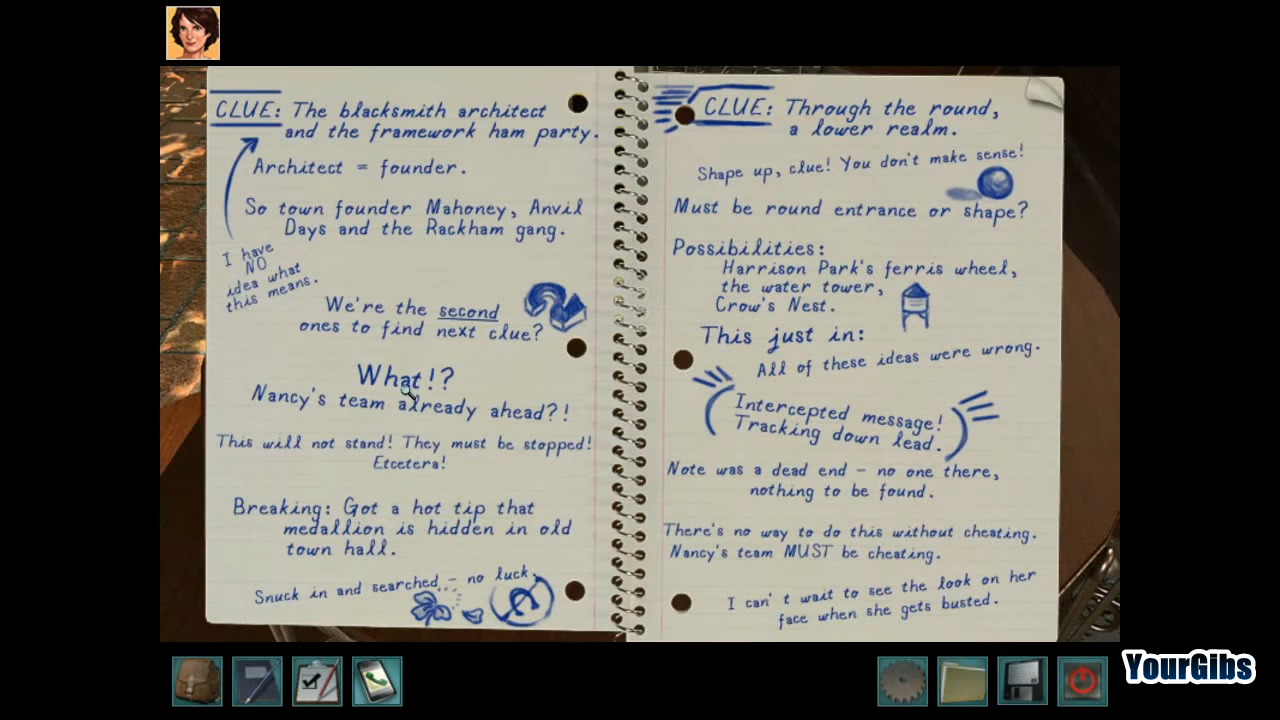 CLUE: The blacksmith architect
and the framework ham party.
Architect = founder.
So town founder Mahoney, Anvil
Days and the Rackham gang.
I have
NO
idea what
this means.
We're the second
ones to find next clue?
What!?
Nancy's team already ahead?!
This will not stand! They must be stopped!
Etcetera!
Breaking: Got a hot tip that
medallion is hidden in old
town hall.
Snuck in and searched - no luck.
CLUE: Through the round,
a lower realm.
Shape up, clue! You don't make sense!
Must be round entrance or shape?
Possibilities:
Harrison Park's ferris wheel,
the water tower,
Crow's Nest.
This just in:
All of these ideas were wrong.
Intercepted message!
Tracking down lead.
Note was a dead end - no one there,
nothing to be found.
There's no way to do this without cheating.
Nancy's team MUST be cheating.
I can't wait to see the look on her
face when she gets busted.
YourGibs